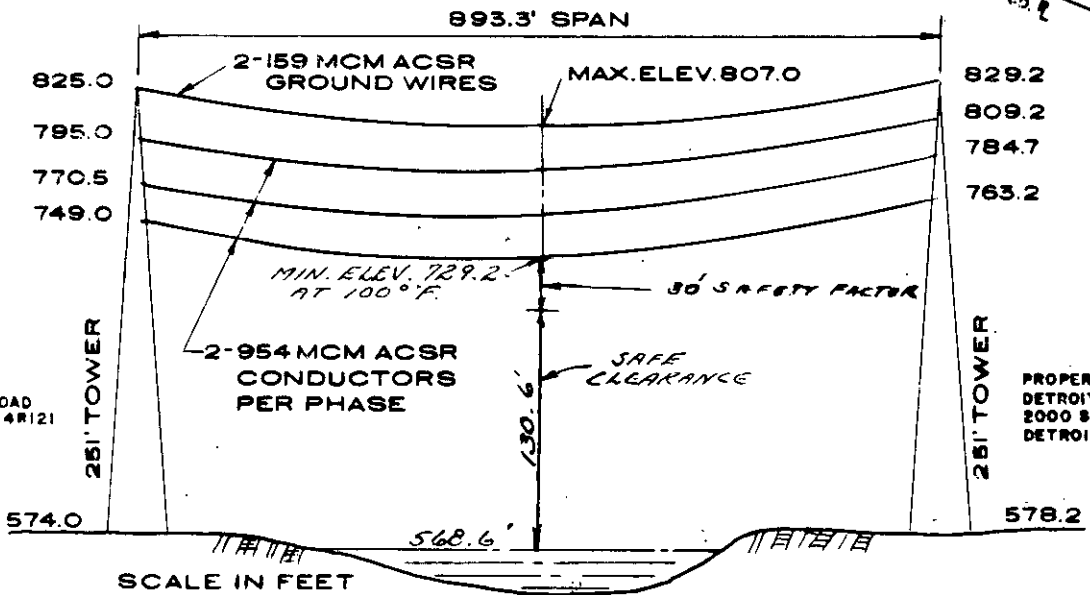 893.3' SPAN
2-159 MCM ACSR
GROUND WIRES
MAX. ELEV. 807.0
825.0
829.2
809.2
795.0
784.7
770.5
763.2
749.0
MIN. ELEV. 729.2
AT 100°F.
30' SAFETY FACTOR
2-954 MCM ACSR
CONDUCTORS
PER PHASE
SAFE
CLEARANCE
130.6'
251' TOWER
251' TOWER
OAD
4R121
PROPER
DETROIT
2000 S
DETROI
574.0
578.2
568.6'
SCALE IN FEET